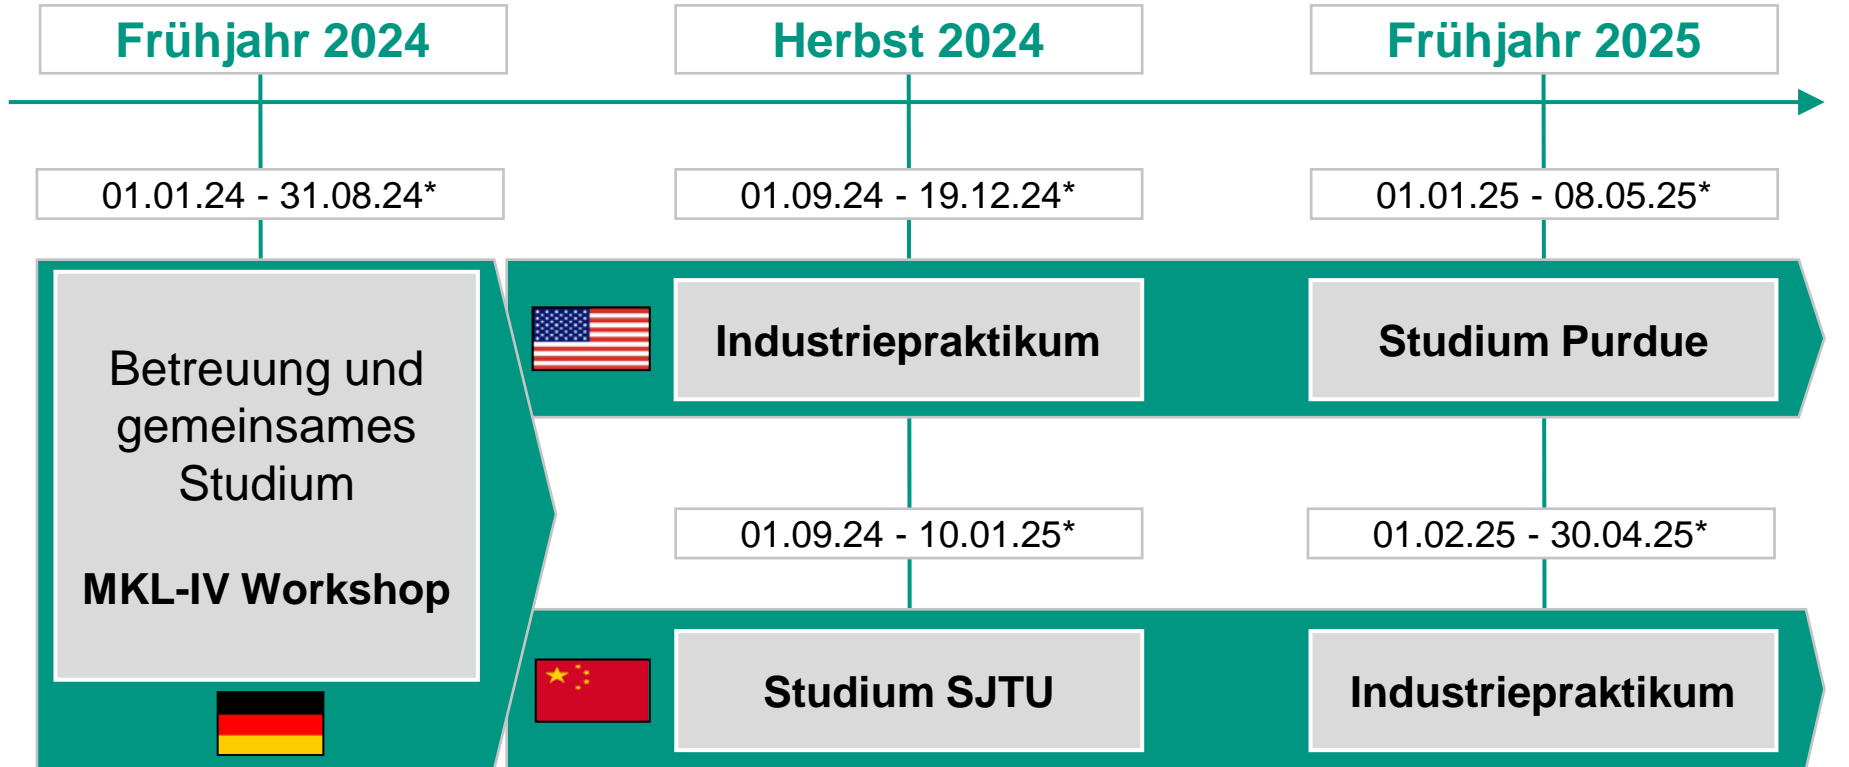 Frühjahr 2024
Herbst 2024
Frühjahr 2025
01.01.24 - 31.08.24*
01.09.24 - 19.12.24*
01.01.25 - 08.05.25*
Betreuung und
gemeinsames
Studium
MKL-IV Workshop
Industriepraktikum
Studium Purdue
01.09.24 - 10.01.25*
01.02.25 - 30.04.25*
Studium SJTU
Industriepraktikum